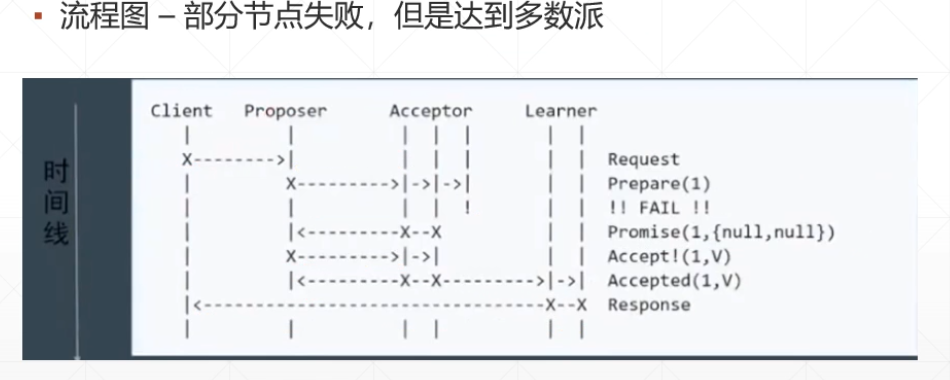 流程图 – 部分节点失败，但是达到多数派
时间线
Client Proposer Acceptor Learner
| | | | | | |
X-------->| | | | | | Request
| X--------->|->|->| | | Prepare(1)
| | | | ! | | !! FAIL !!
| |<---------X--X | | Promise(1,{null,null})
| X--------->|->| | | Accept!(1,V)
| |<---------X--X-------->|->| Accepted(1,V)
|<---------------------------------X--X Response
| | | | | |